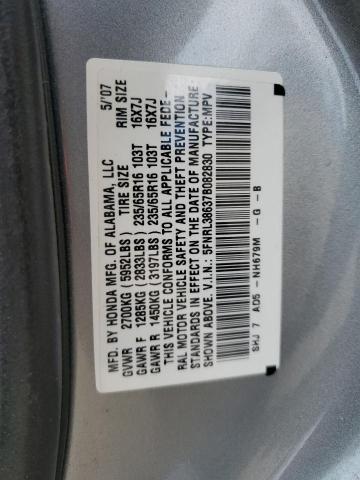 MFD. BY HONDA MFG. OF ALABAMA, LLC 5/'07
GVWR 2700KG (5952LBS) TIRE SIZE RIM SIZE
GAWR F 1285KG (2833LBS) 235/65R16 103T 16X7J
GAWR R 1450KG (3197LBS) 235/65R16 103T 16X7J
THIS VEHICLE CONFORMS TO ALL APPLICABLE FEDE-
RAL MOTOR VEHICLE SAFETY AND THEFT PREVENTION
STANDARDS IN EFFECT ON THE DATE OF MANUFACTURE
SHOWN ABOVE. V.I.N.: 5FNRL38637B082830 TYPE:MPV
SHJ 7 AD5 -NH679M -G -B